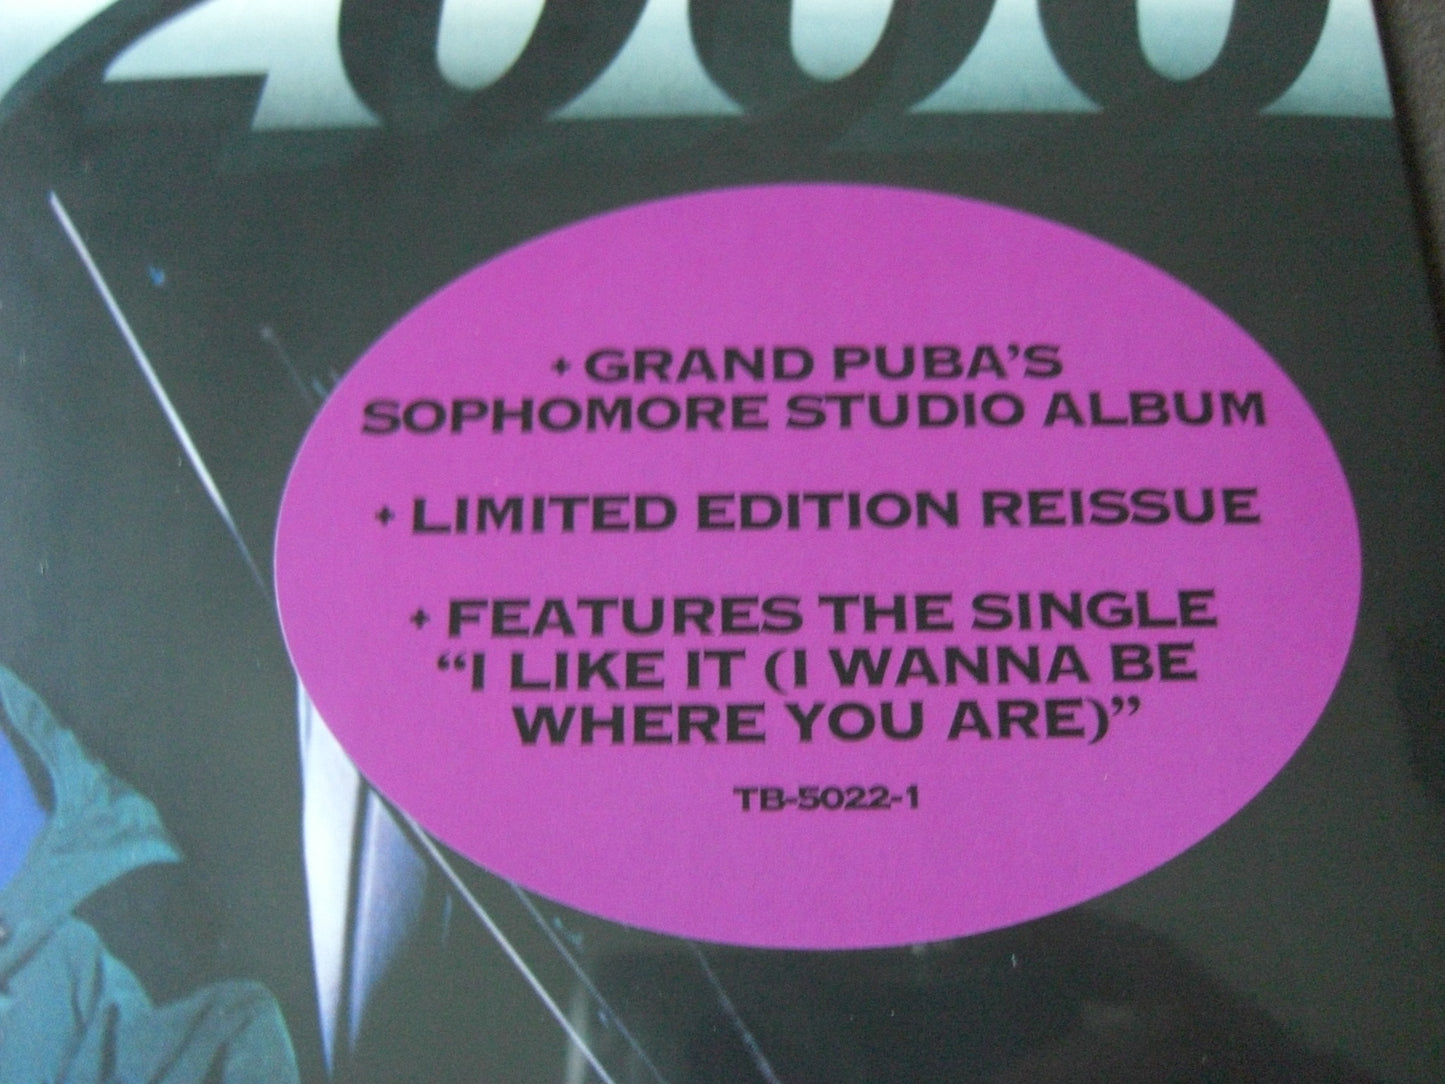 2000
+ GRAND PUBA’S
SOPHOMORE STUDIO ALBUM
+ LIMITED EDITION REISSUE
+ FEATURES THE SINGLE
“I LIKE IT (I WANNA BE
WHERE YOU ARE)”
TB-5022-1